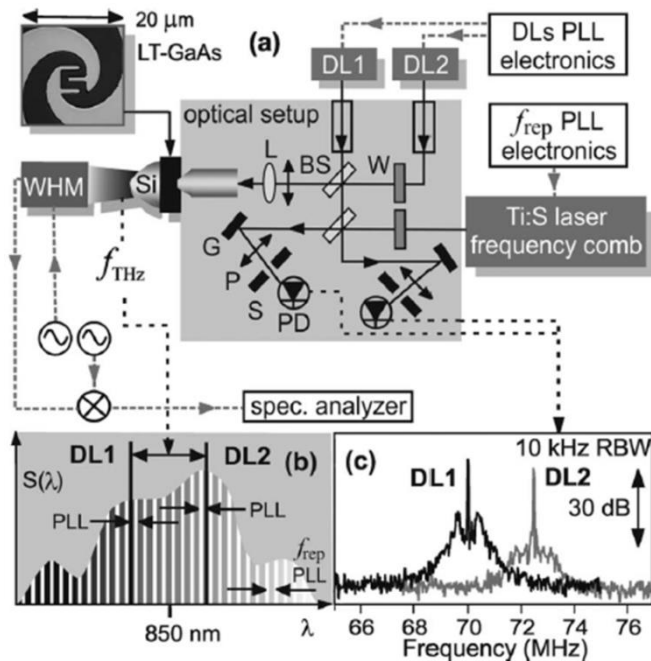 20 μm
LT-GaAs
(a)
DLs PLL
electronics
DL1
DL2
optical setup
f_rep PLL
electronics
L
BS
W
WHM
Si
Ti:S laser
frequency comb
G
f_THz
P
S
PD
spec. analyzer
DL1
DL2
(b)
S(λ)
PLL
PLL
f_rep
PLL
850 nm
λ
(c)
10 kHz RBW
DL1
DL2
30 dB
66 68 70 72 74 76
Frequency (MHz)